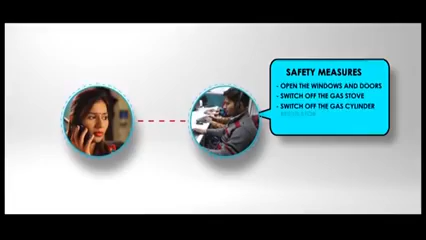 SAFETY MEASURES
- OPEN THE WINDOWS AND DOORS
- SWITCH OFF THE GAS STOVE
- SWITCH OFF THE GAS CYLINDER